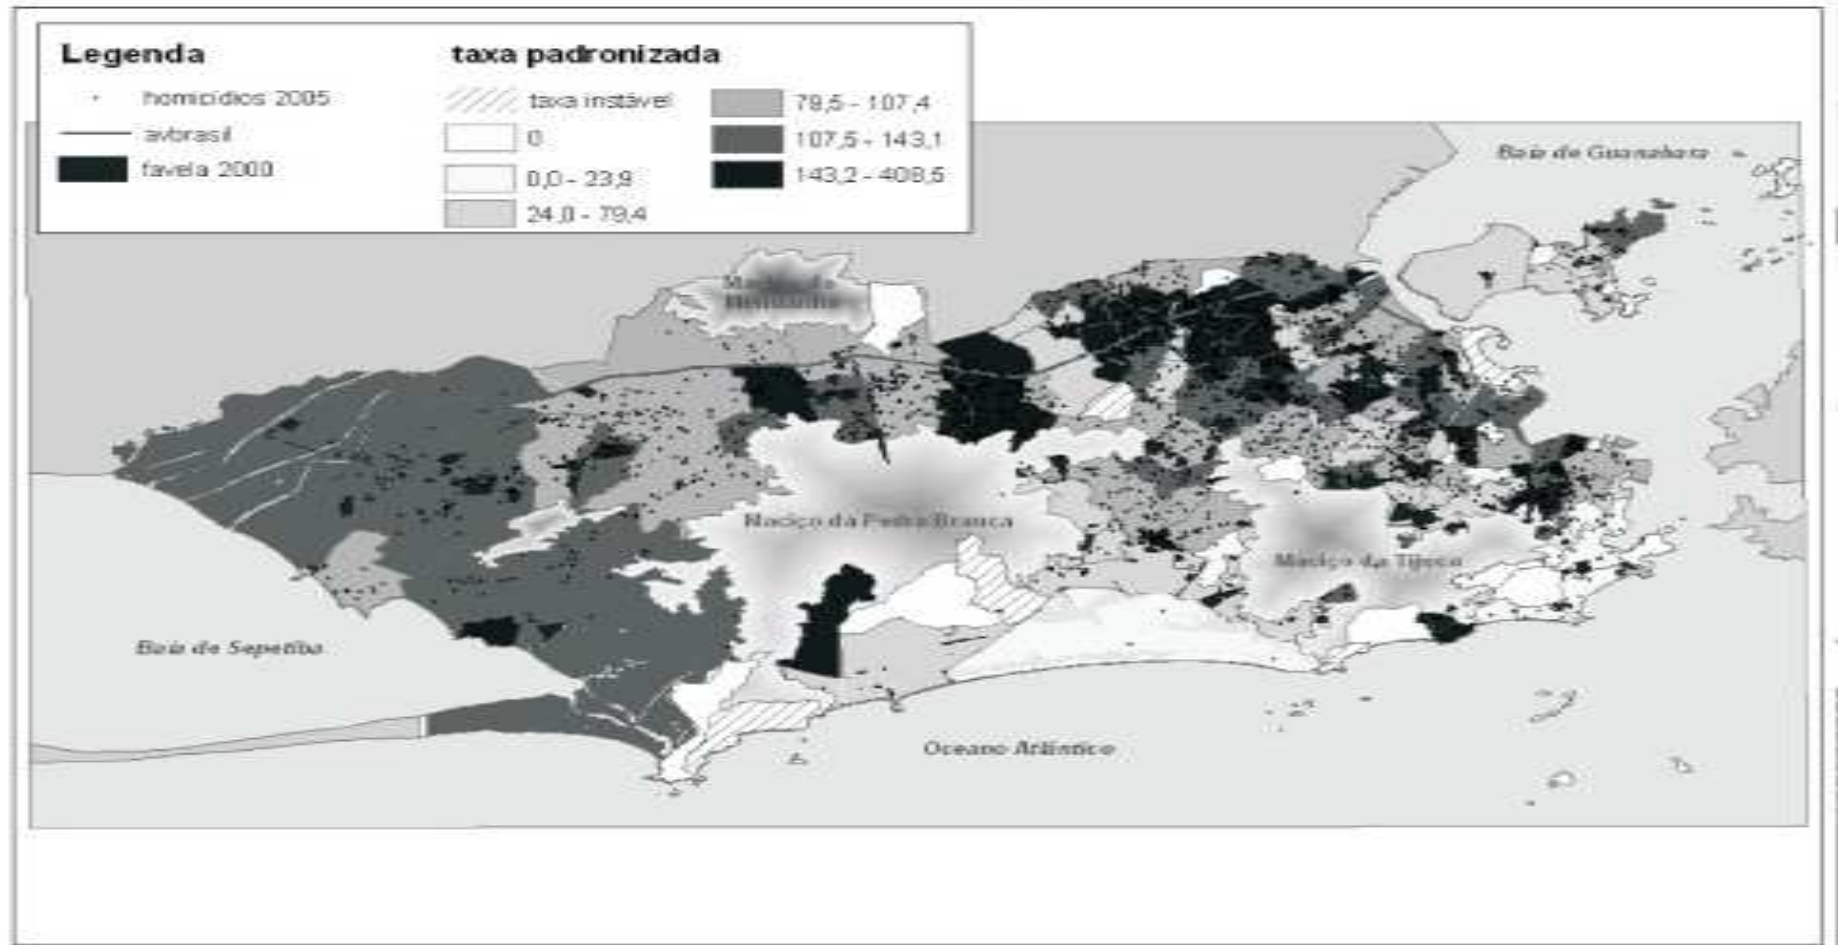 Legenda
homicídios 2005
avbrasil
favela 2000
taxa padronizada
taxa instável
0
0,0 - 23,9
24,0 - 79,4
79,5 - 107,4
107,5 - 143,1
143,2 - 408,5
Baía de Guanabara
Maciço da Pedra Branca
Maciço da Tijuca
Baía de Sepetiba
Oceano Atlântico